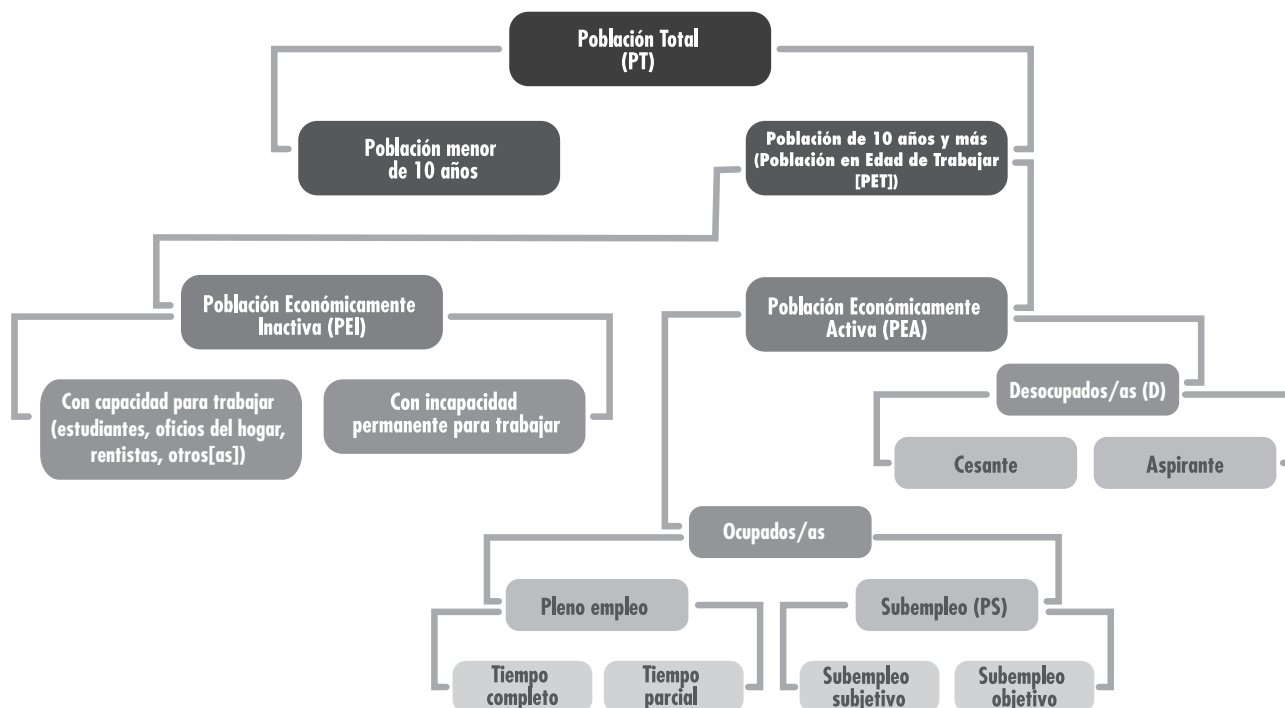 Población Total
(PT)
Población menor
de 10 años
Población de 10 años y más
(Población en Edad de Trabajar
[PET])
Población Económicamente
Inactiva (PEI)
Población Económicamente
Activa (PEA)
Con capacidad para trabajar
(estudiantes, oficios del hogar,
rentistas, otros[as])
Con incapacidad
permanente para trabajar
Desocupados/as (D)
Cesante
Aspirante
Ocupados/as
Pleno empleo
Subempleo (PS)
Tiempo
completo
Tiempo
parcial
Subempleo
subjetivo
Subempleo
objetivo